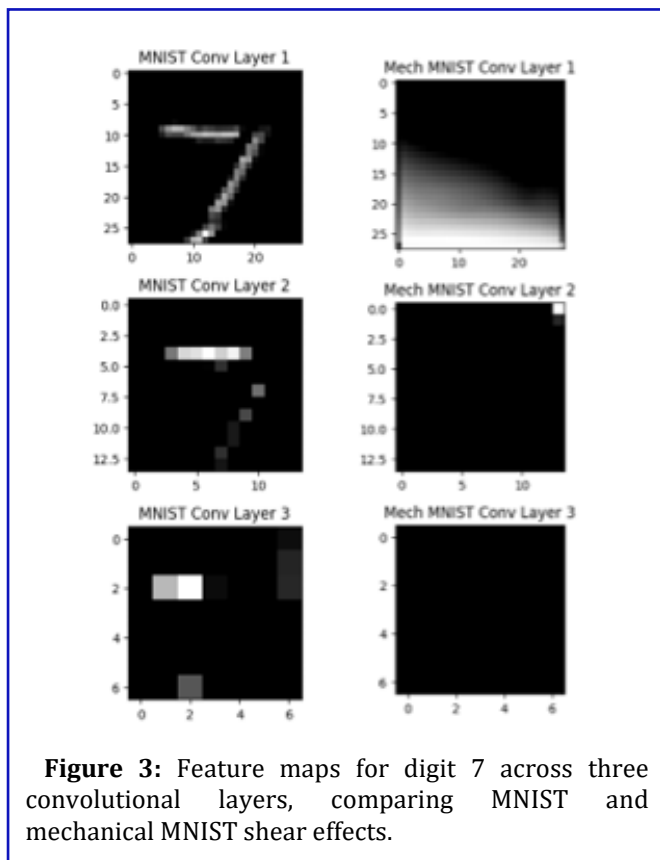 MNIST Conv Layer 1
0
5
10
15
20
25
0 10 20
Mech MNIST Conv Layer 1
0
5
10
15
20
25
0 10 20
MNIST Conv Layer 2
0.0
2.5
5.0
7.5
10.0
12.5
0 5 10
Mech MNIST Conv Layer 2
0.0
2.5
5.0
7.5
10.0
12.5
0 5 10
MNIST Conv Layer 3
0
2
4
6
0 2 4 6
Mech MNIST Conv Layer 3
0
2
4
6
0 2 4 6
Figure 3: Feature maps for digit 7 across three
convolutional layers, comparing MNIST and
mechanical MNIST shear effects.